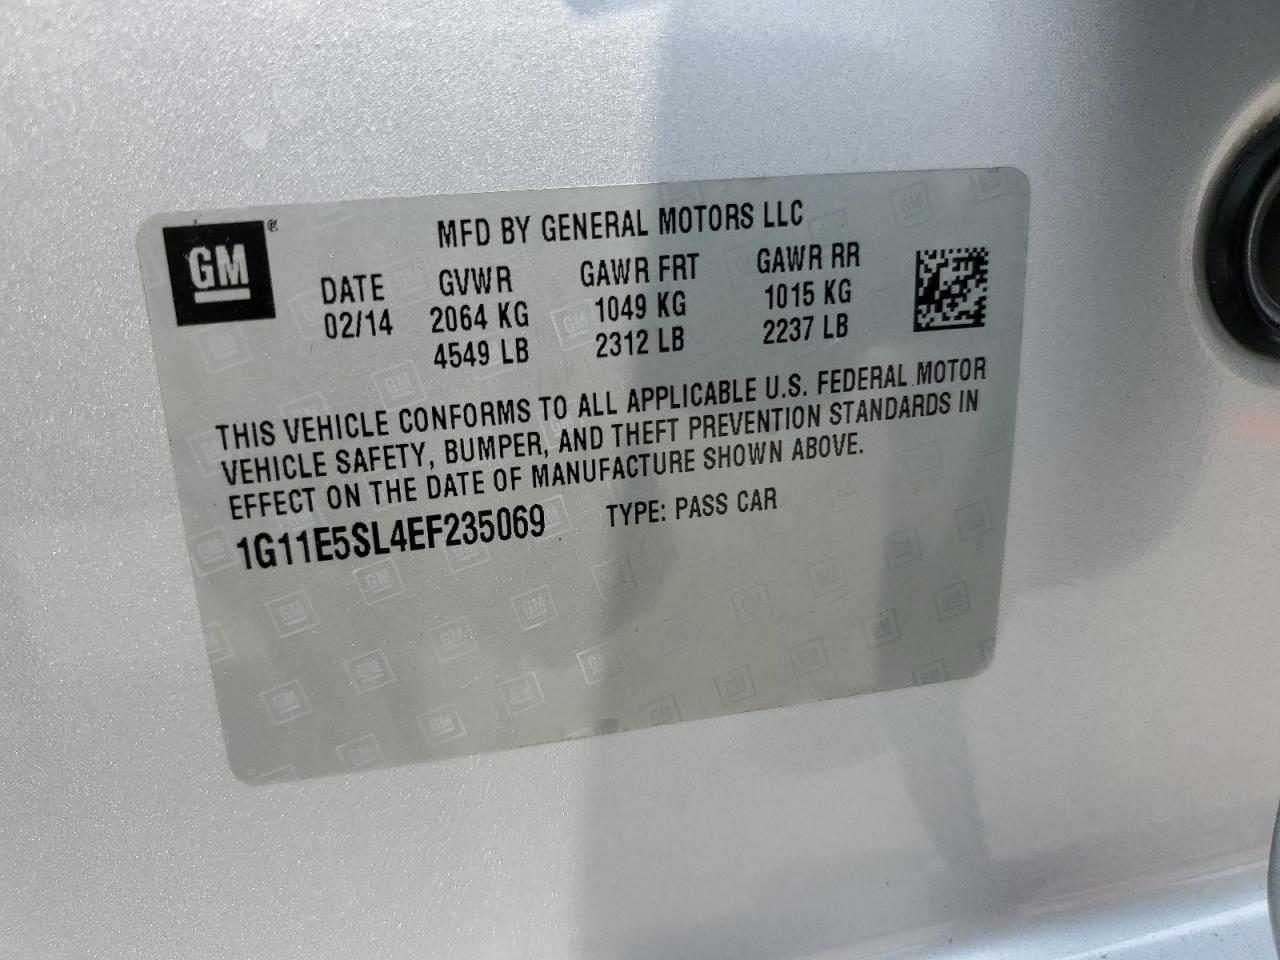 GM®
MFD BY GENERAL MOTORS LLC
DATE GVWR GAWR FRT GAWR RR
02/14 2064 KG 1049 KG 1015 KG
4549 LB 2312 LB 2237 LB
THIS VEHICLE CONFORMS TO ALL APPLICABLE U.S. FEDERAL MOTOR
VEHICLE SAFETY, BUMPER, AND THEFT PREVENTION STANDARDS IN
EFFECT ON THE DATE OF MANUFACTURE SHOWN ABOVE.
1G11E5SL4EF235069 TYPE: PASS CAR